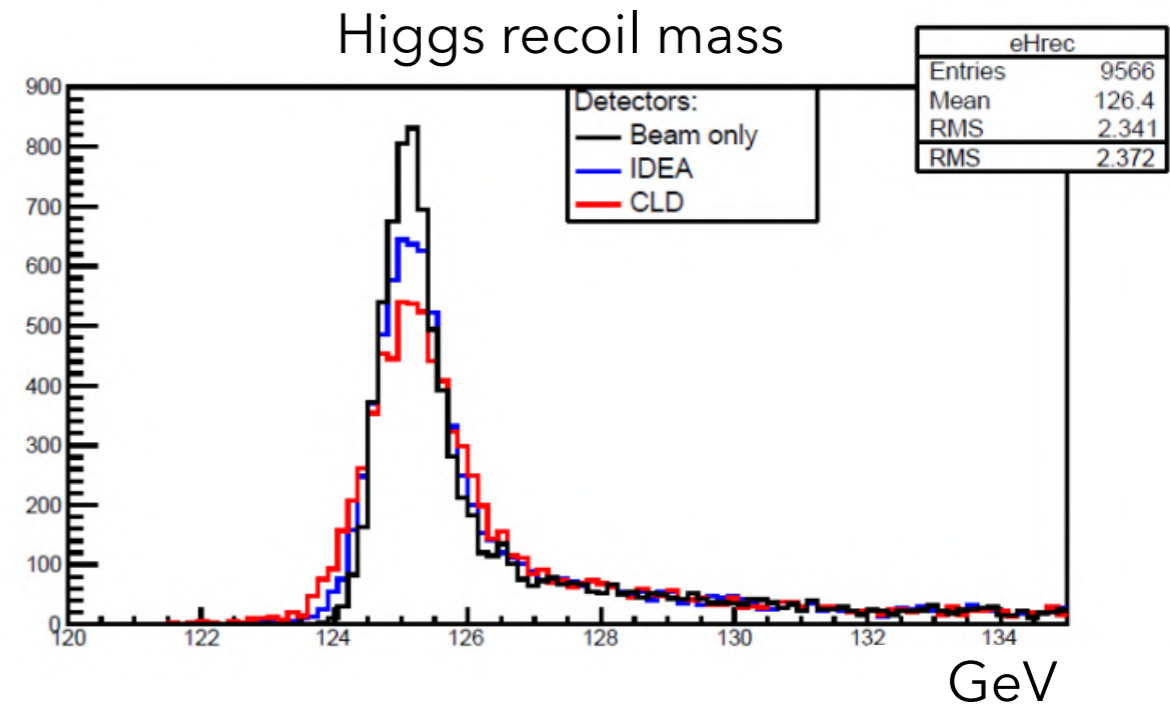 Higgs recoil mass
eHrec
Entries 9566
Mean 126.4
RMS 2.341
RMS 2.372
Detectors:
Beam only
IDEA
CLD
900
800
700
600
500
400
300
200
100
0
120 122 124 126 128 130 132 134
GeV